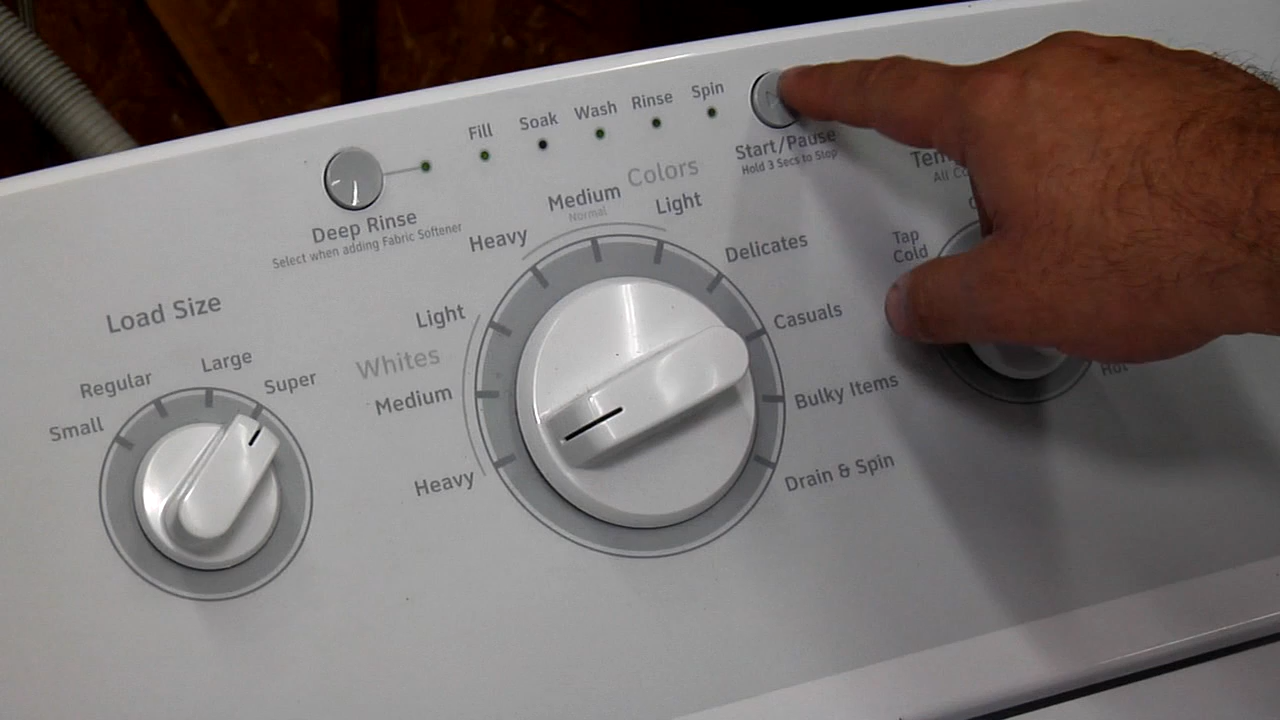 Fill
Soak
Wash
Rinse
Spin
Start/Pause
Hold 3 Secs to Stop
Deep Rinse
Select when adding Fabric Softener
Colors
Heavy
Medium
Normal
Light
Delicates
Casuals
Bulky Items
Drain & Spin
Whites
Light
Medium
Heavy
Load Size
Small
Regular
Large
Super
Tap
Cold
Hot